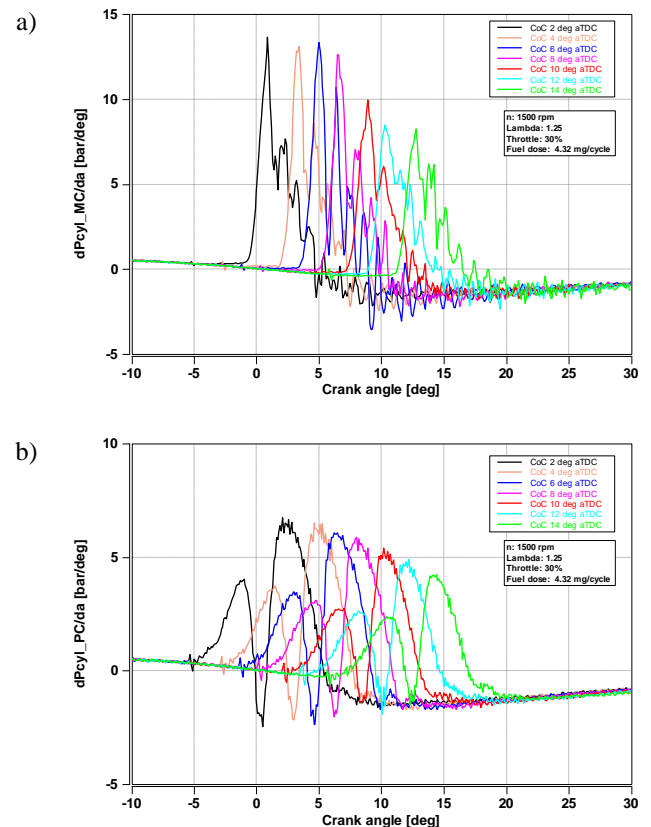 a)
15
10
5
0
-5
dPcyl_MC/da [bar/deg]
-10 -5 0 5 10 15 20 25 30
Crank angle [deg]
CoC 2 deg aTDC
CoC 4 deg aTDC
CoC 6 deg aTDC
CoC 8 deg aTDC
CoC 10 deg aTDC
CoC 12 deg aTDC
CoC 14 deg aTDC
n: 1500 rpm
Lambda: 1.25
Throttle: 30%
Fuel dose: 4.32 mg/cycle
b)
10
5
0
-5
dPcyl_PC/da [bar/deg]
-10 -5 0 5 10 15 20 25 30
Crank angle [deg]
CoC 2 deg aTDC
CoC 4 deg aTDC
CoC 6 deg aTDC
CoC 8 deg aTDC
CoC 10 deg aTDC
CoC 12 deg aTDC
CoC 14 deg aTDC
n: 1500 rpm
Lambda: 1.25
Throttle: 30%
Fuel dose: 4.32 mg/cycle